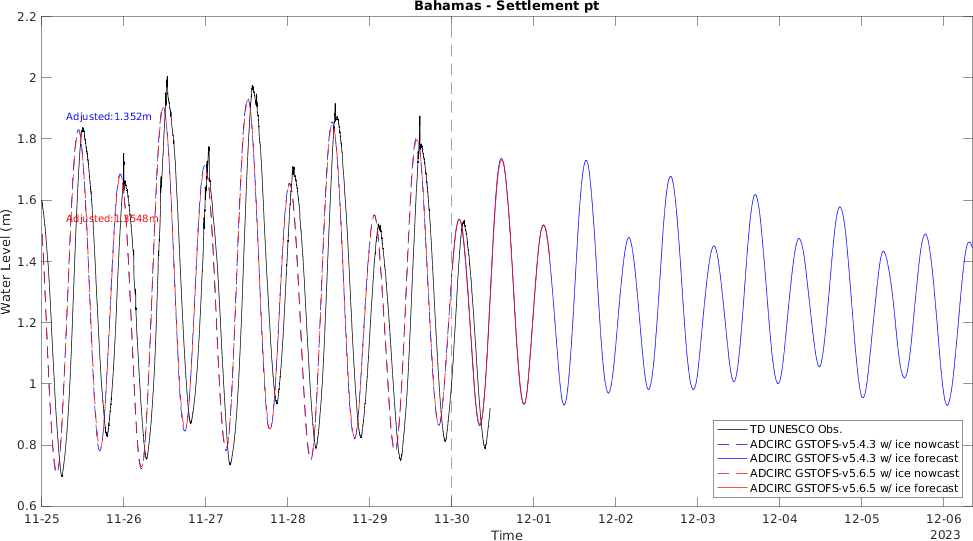 Bahamas - Settlement pt
2.2
2
1.8
1.6
1.4
1.2
1
0.8
0.6
Water Level (m)
Adjusted:1.352m
Adjusted:1.3548m
TD UNESCO Obs.
ADCIRC GSTOFS-v5.4.3 w/ ice nowcast
ADCIRC GSTOFS-v5.4.3 w/ ice forecast
ADCIRC GSTOFS-v5.6.5 w/ ice nowcast
ADCIRC GSTOFS-v5.6.5 w/ ice forecast
11-25 11-26 11-27 11-28 11-29 11-30 12-01 12-02 12-03 12-04 12-05 12-06
Time
2023